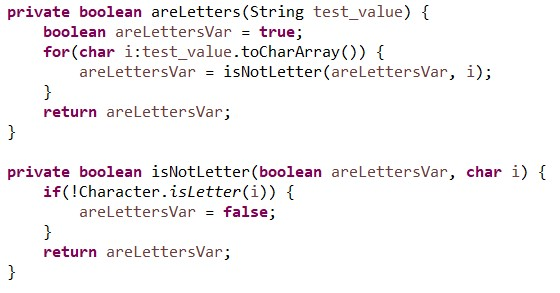 private boolean areLetters(String test_value) {
    boolean areLettersVar = true;
    for(char i:test_value.toCharArray()) {
        areLettersVar = isNotLetter(areLettersVar, i);
    }
    return areLettersVar;
}

private boolean isNotLetter(boolean areLettersVar, char i) {
    if(!Character.isLetter(i)) {
        areLettersVar = false;
    }
    return areLettersVar;
}